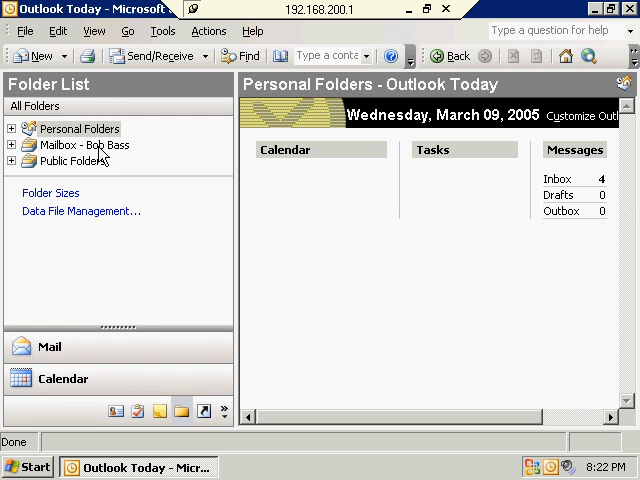 Outlook Today - Microsoft
192.168.200.1
File Edit View Go Tools Actions Help
Type a question for help
New Send/Receive Find Type a conta Back
Folder List
Personal Folders - Outlook Today
All Folders
Wednesday, March 09, 2005
Customize Outl
Personal Folders
Mailbox - Bob Bass
Public Folders
Calendar
Tasks
Messages
Inbox 4
Drafts 0
Outbox 0
Folder Sizes
Data File Management...
Mail
Calendar
Done
Start
Outlook Today - Micr...
8:22 PM